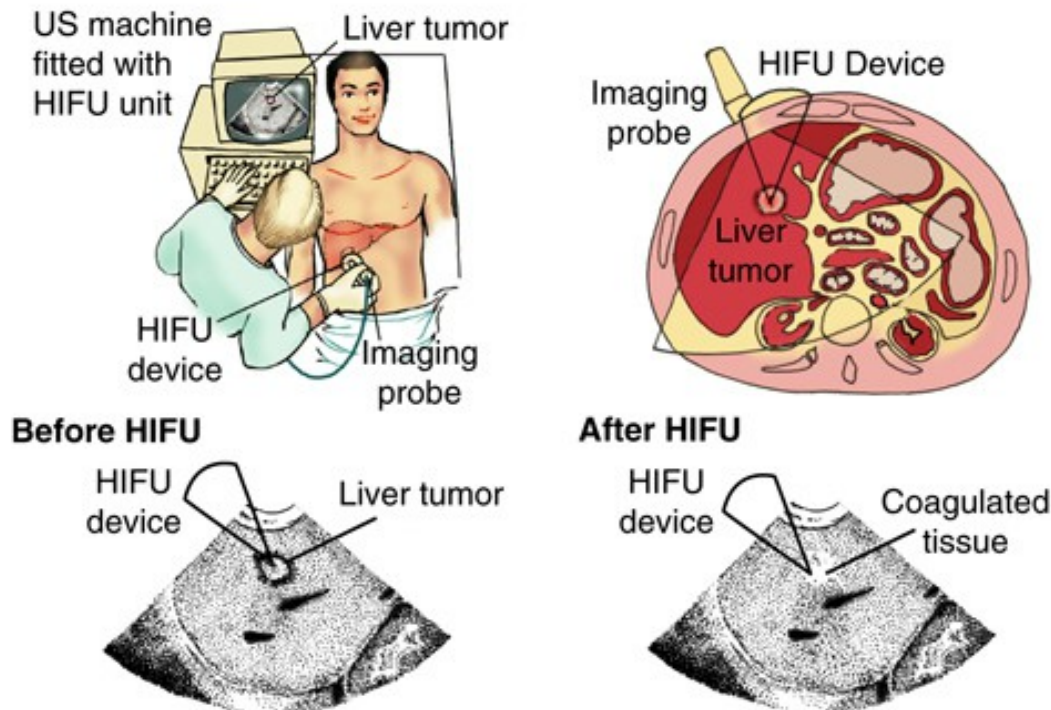 US machine
fitted with
HIFU unit
Liver tumor
HIFU
device
Imaging
probe
HIFU Device
Imaging
probe
Liver
tumor
Before HIFU
HIFU
device
Liver tumor
After HIFU
HIFU
device
Coagulated
tissue